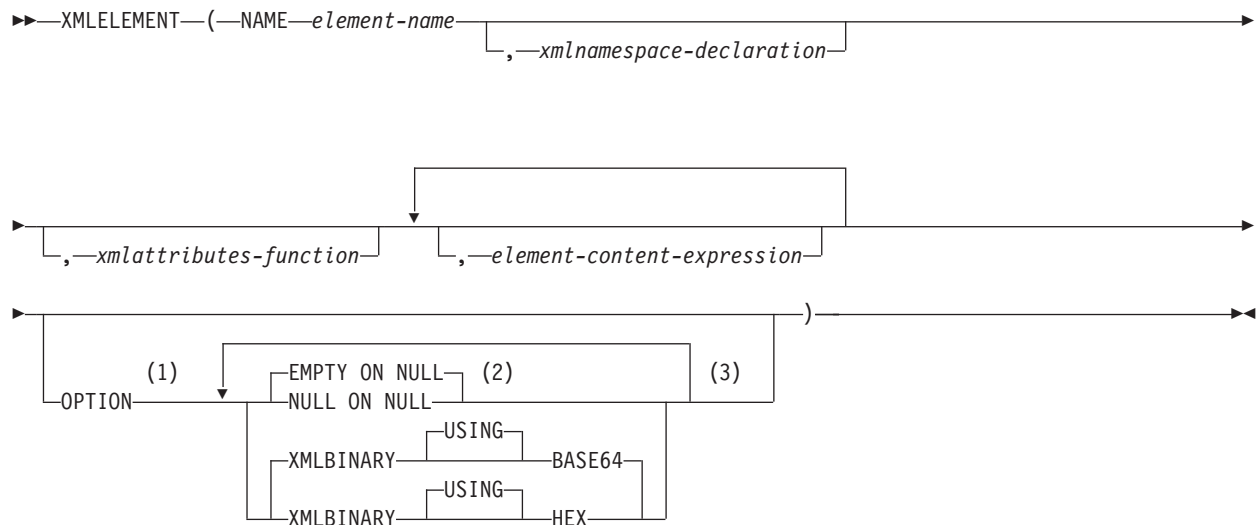 XMLELEMENT ( NAME element-name
, xmlnamespace-declaration
, xmlattributes-function , element-content-expression
)
(1) EMPTY ON NULL (2) (3)
OPTION NULL ON NULL
USING
XMLBINARY BASE64
USING
XMLBINARY HEX